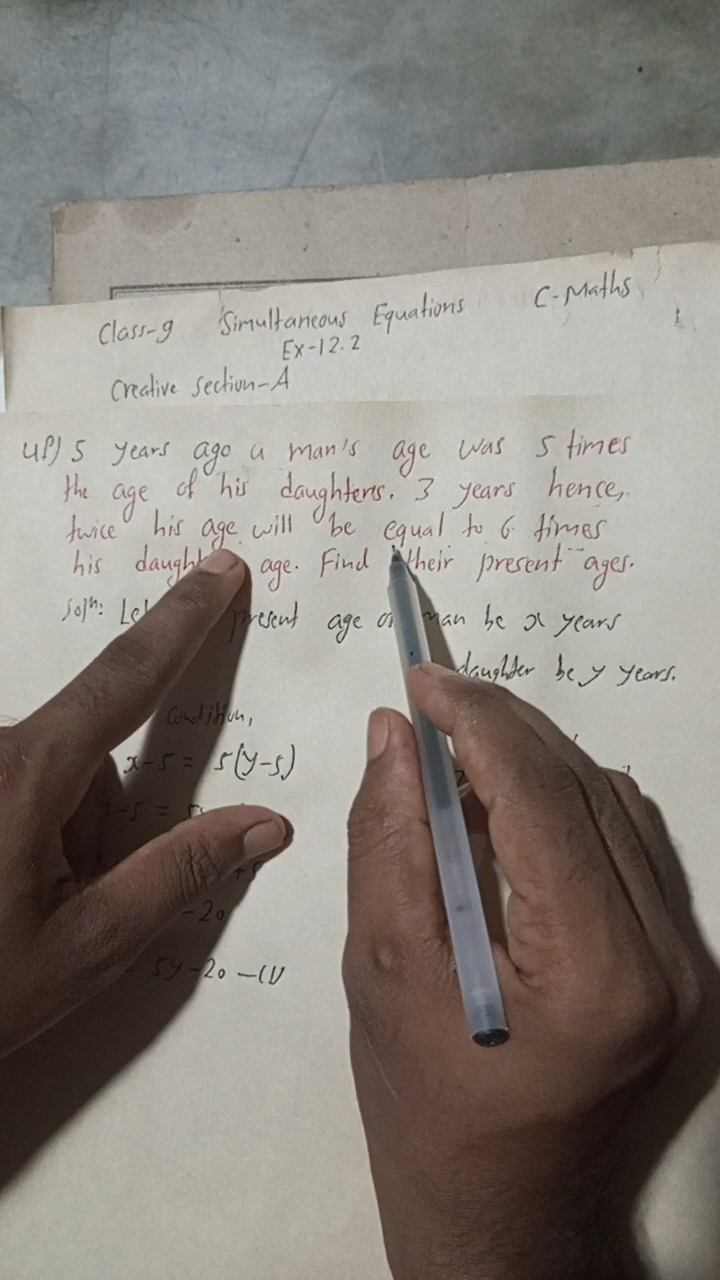 Class-9 Simultaneous Equations C-Maths
Ex-12.2
Creative section-A
4P) 5 years ago a man's age was 5 times
the age of his daughters. 3 years hence,
twice his age will be equal to 6 times
his age. Find their present ages.
Solⁿ: present age man be x years
daughter be y years.
Condition,
x-5 = 5(y-5)
-5 =
+5
-20
5y-20 -(1)